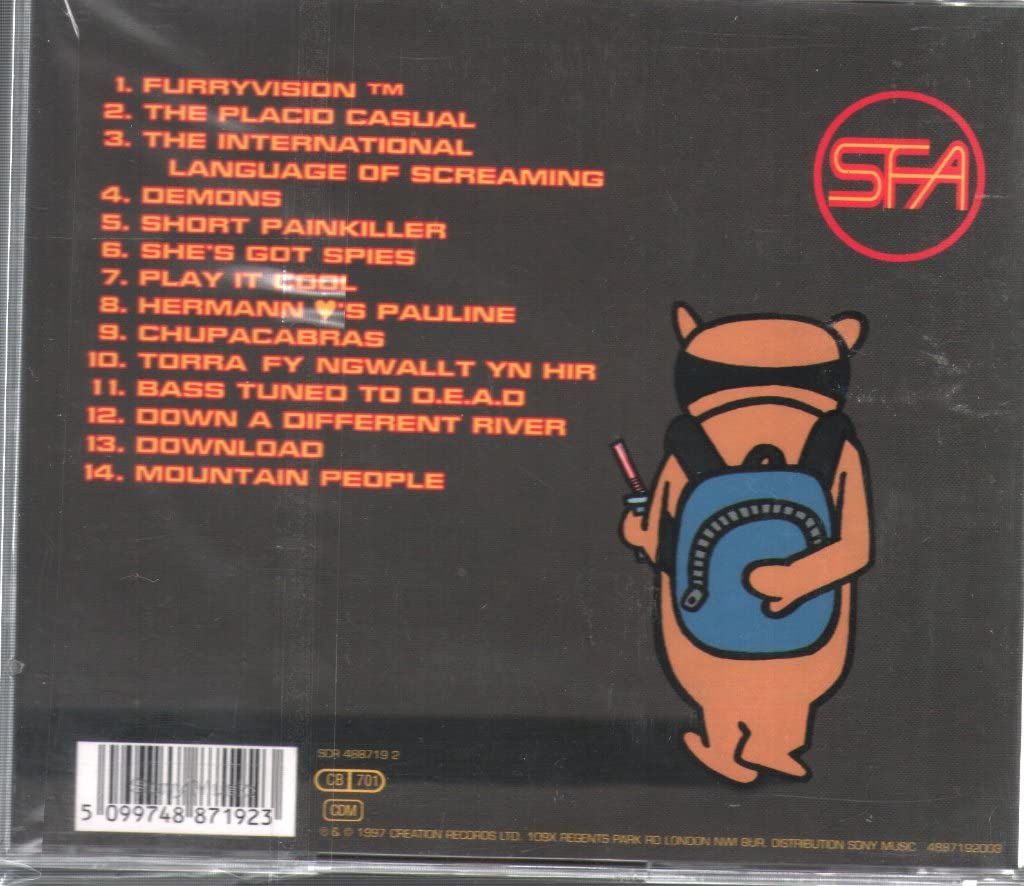 1. FURRYVISION ™
2. THE PLACID CASUAL
3. THE INTERNATIONAL
LANGUAGE OF SCREAMING
4. DEMONS
5. SHORT PAINKILLER
6. SHE'S GOT SPIES
7. PLAY IT COOL
8. HERMANN ♥'S PAULINE
9. CHUPACABRAS
10. TORRA FY NGWALLT YN HIR
11. BASS TUNED TO D.E.A.D
12. DOWN A DIFFERENT RIVER
13. DOWNLOAD
14. MOUNTAIN PEOPLE
SFA
SCR 488719 2
CB 701
CDM
5 099748 871923
℗ & © 1997 CREATION RECORDS LTD. 109X REGENTS PARK RD LONDON NW1 8UR. DISTRIBUTION SONY MUSIC 4887192003